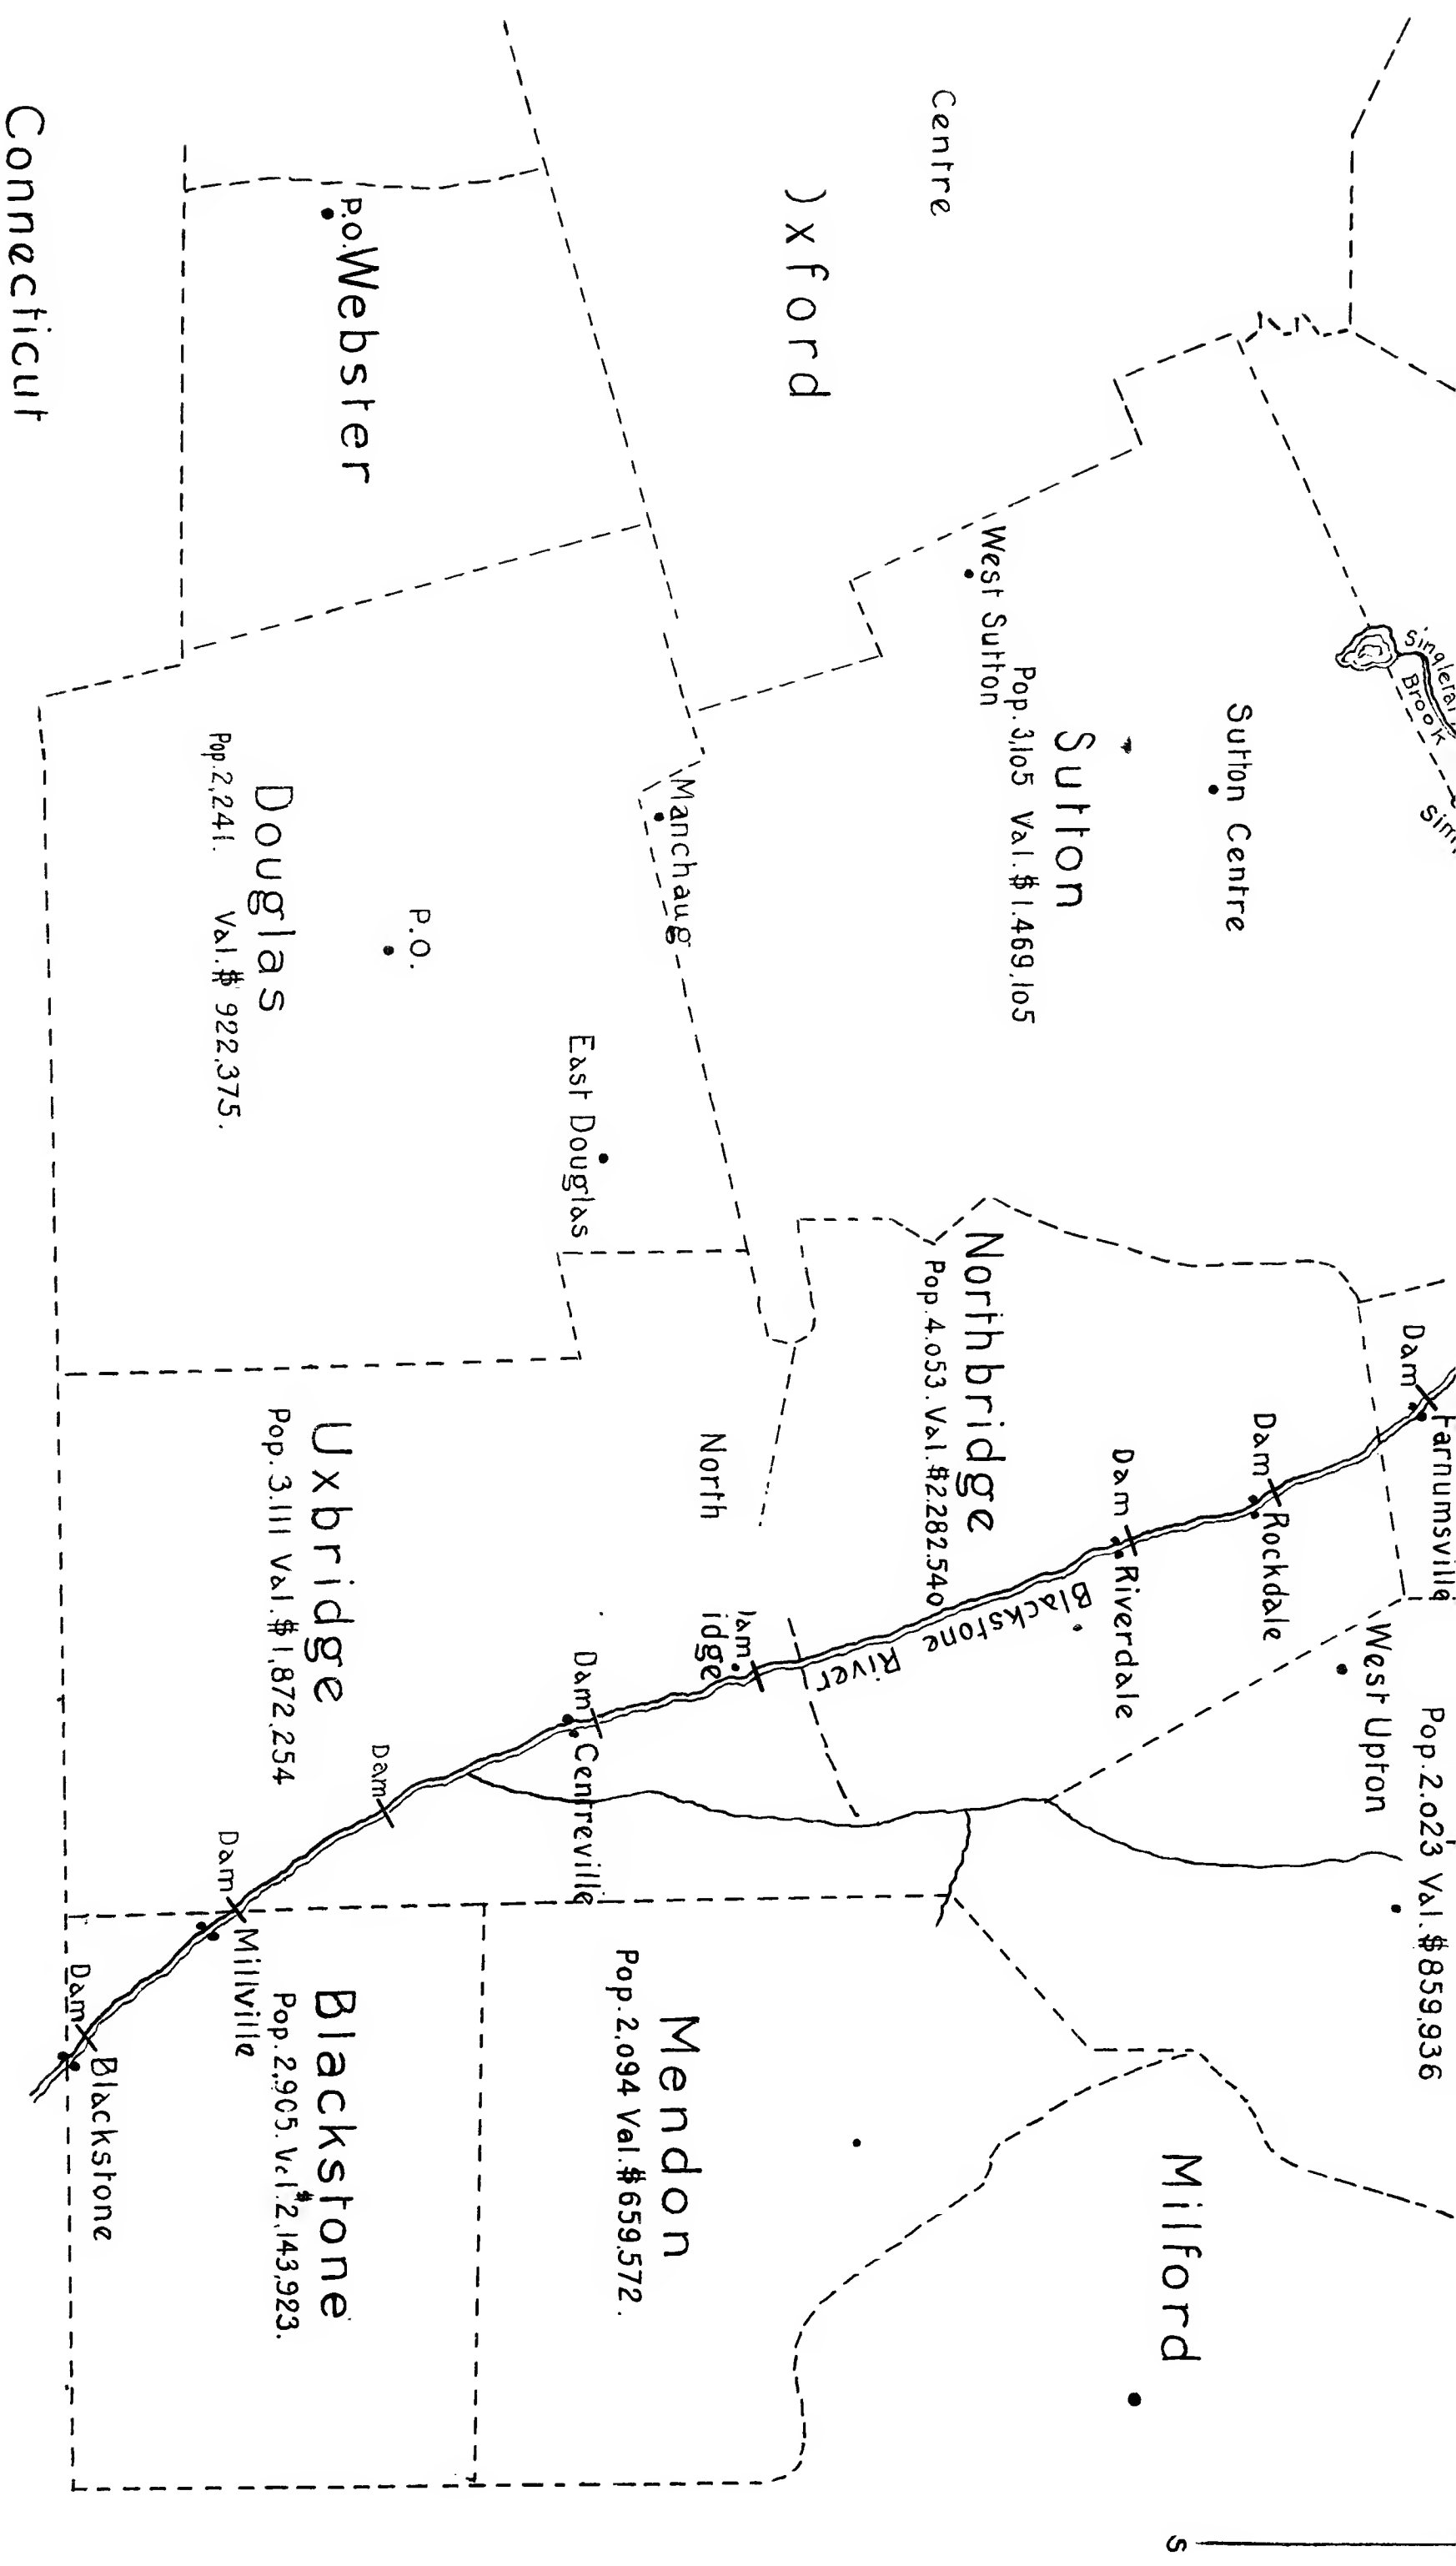 Pop. 2.023 Val. $859,936
West Upton
Farnumsville
Dam
Singletar
Brook
Dam
Rockdale
Sutton Centre
Milford
S
Dam
Riverdale
Sutton
Pop. 3,105 Val. $1.469,105
Blackstone River
West Sutton
Northbridge
Pop. 4.053. Val. $2.282.540
Centre
xford
North
idge
am.
Manchaug
Mendon
Pop. 2,094 Val. $659,572.
East Douglas
Dam
Centreville
P.O.
P.O. Webster
Dam
Uxbridge
Pop. 3.111 Val. $1,872,254
Blackstone
Pop. 2,905. Val. $2,143,923.
Douglas
Pop. 2,241. Val. $ 922,375.
Dam
Millville
Dam
Blackstone
Connecticut